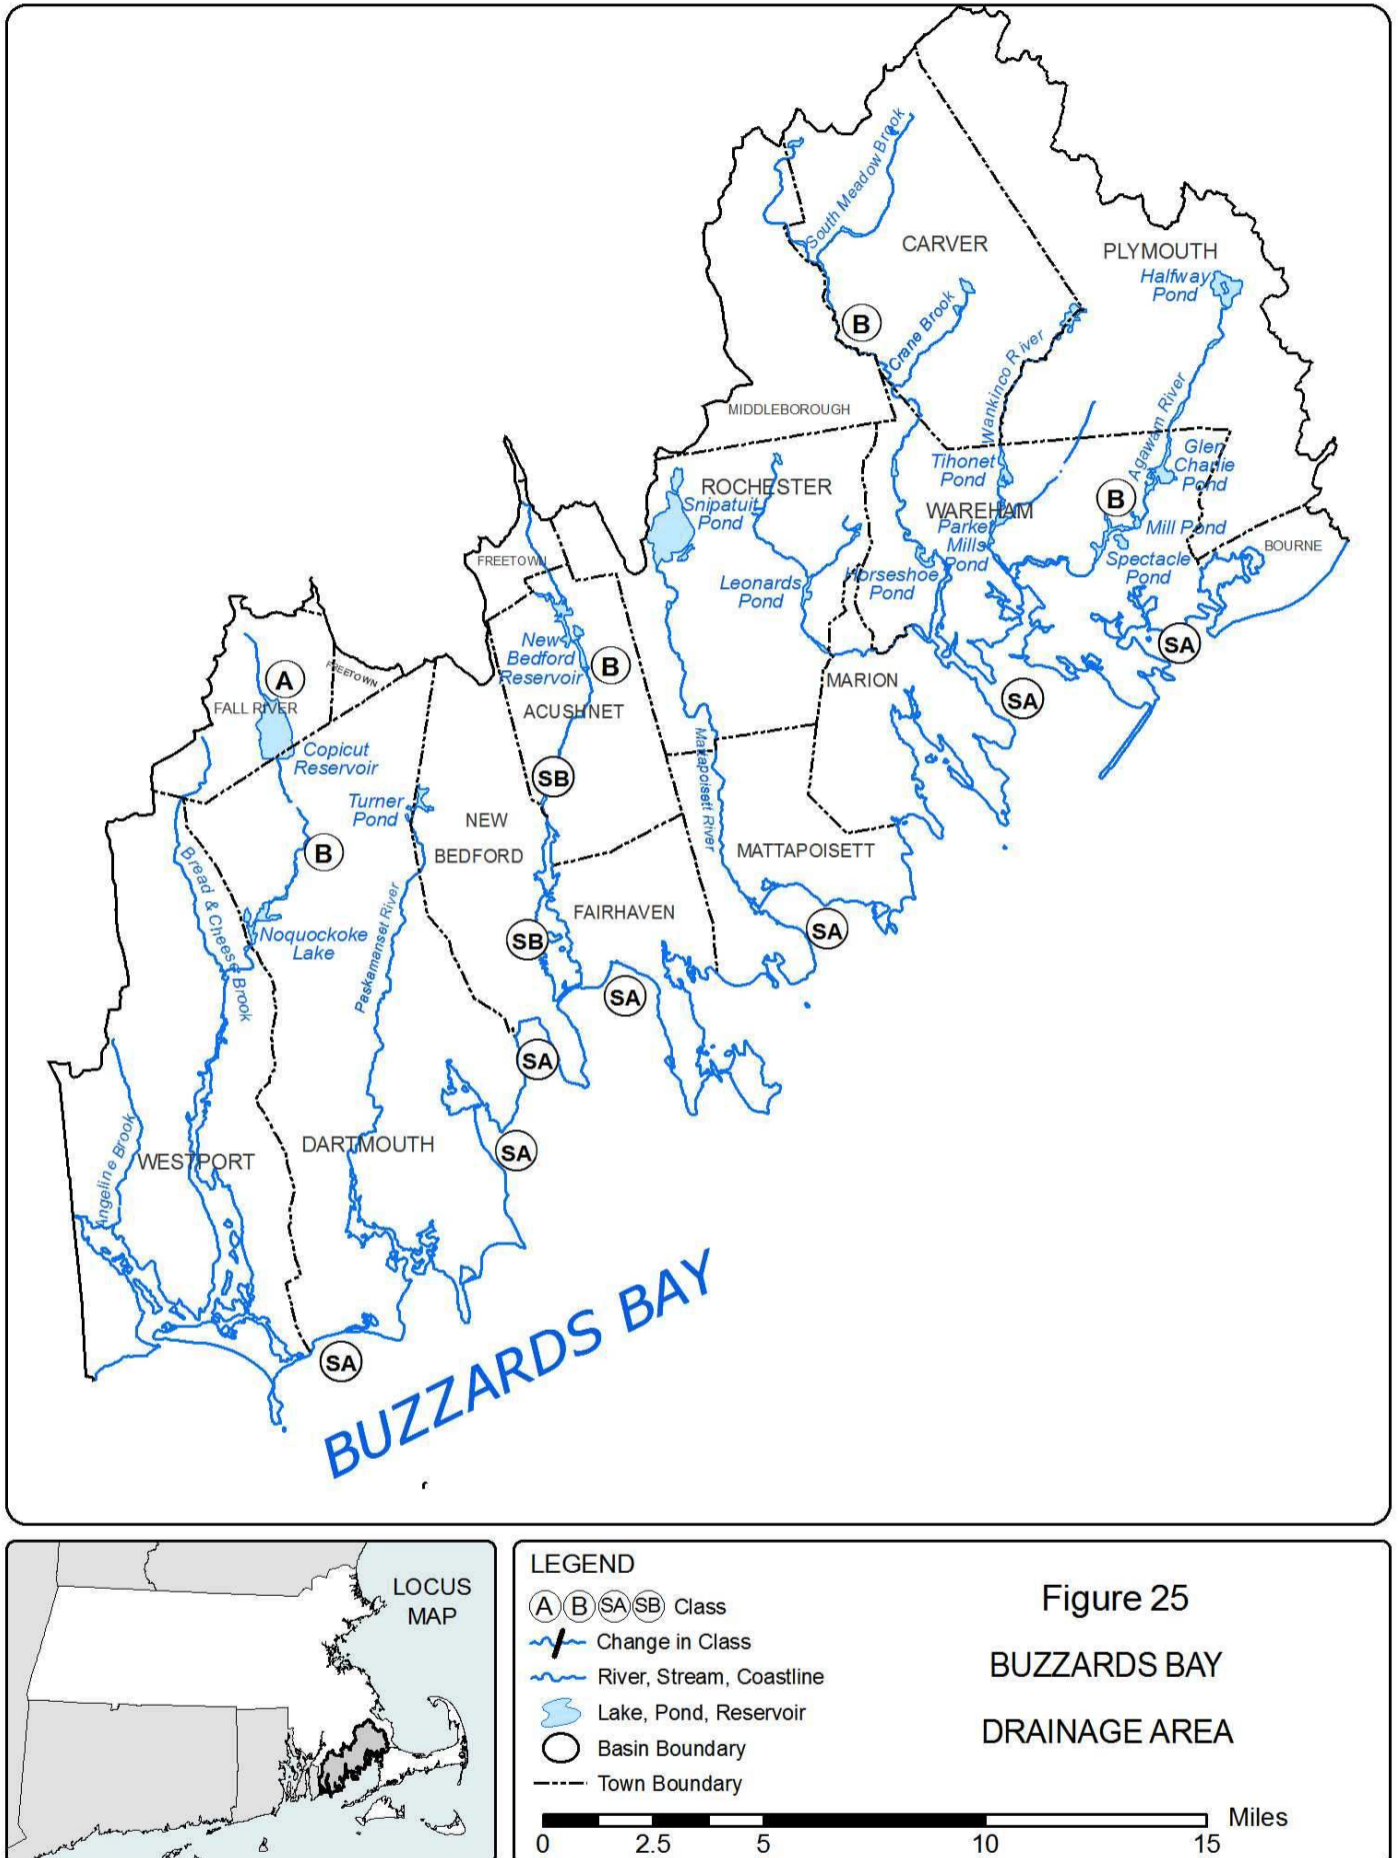 South Meadow Brook
CARVER
PLYMOUTH
Halfway
Pond
B
Crane Brook
Wankinco River
Agawam River
MIDDLEBOROUGH
Glen
Charlie
Pond
Tihonet
Pond
ROCHESTER
Snipatuit
Pond
B
WAREHAM
Parker
Mills
Pond
Mill Pond
BOURNE
Spectacle
Pond
FREETOWN
Leonards
Pond
Horseshoe
Pond
New
Bedford
Reservoir
B
SA
FREETOWN
A
MARION
SA
FALL RIVER
ACUSHNET
Copicut
Reservoir
SB
Mattapoisett River
Turner
Pond
NEW
BEDFORD
B
MATTAPOISETT
Bread & Cheese Brook
Paskamanset River
FAIRHAVEN
SA
Noquockoke
Lake
SB
SA
SA
Angeline Brook
WESTPORT
DARTMOUTH
SA
SA
BUZZARDS BAY
LOCUS
MAP
LEGEND
A B SA SB Class
Change in Class
River, Stream, Coastline
Lake, Pond, Reservoir
Basin Boundary
Town Boundary
Figure 25
BUZZARDS BAY
DRAINAGE AREA
Miles
0 2.5 5 10 15